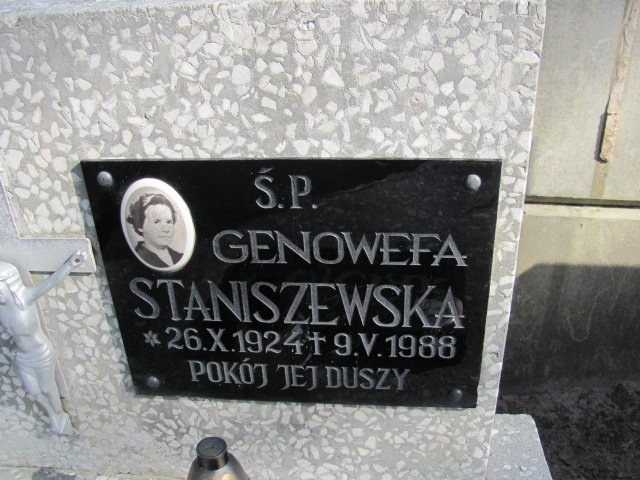 Ś.P.
GENOWEFA
STANISZEWSKA
* 26.X.1924 † 9.V.1988
POKÓJ JEJ DUSZY